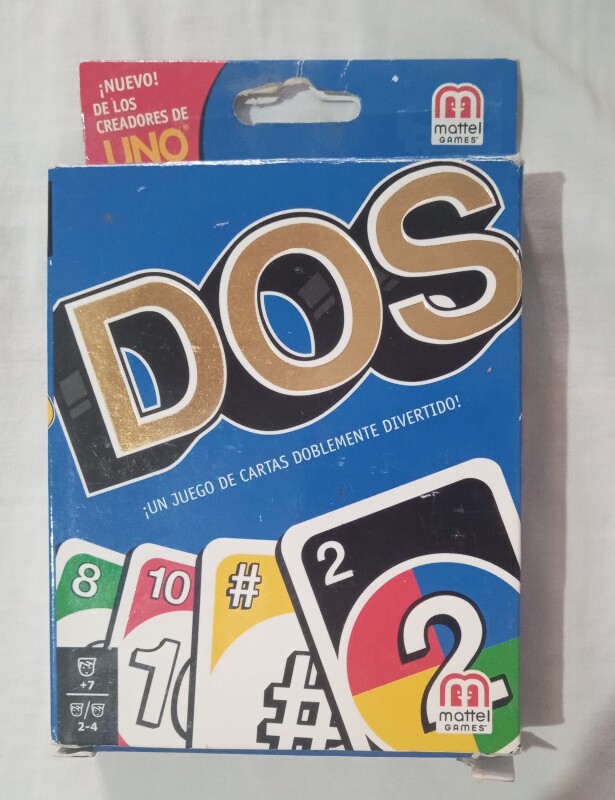 ¡NUEVO!
DE LOS
CREADORES DE
UNO
mattel
GAMES
DOS
¡UN JUEGO DE CARTAS DOBLEMENTE DIVERTIDO!
8
10
#
2
10
#
2
+7
2-4
mattel
GAMES